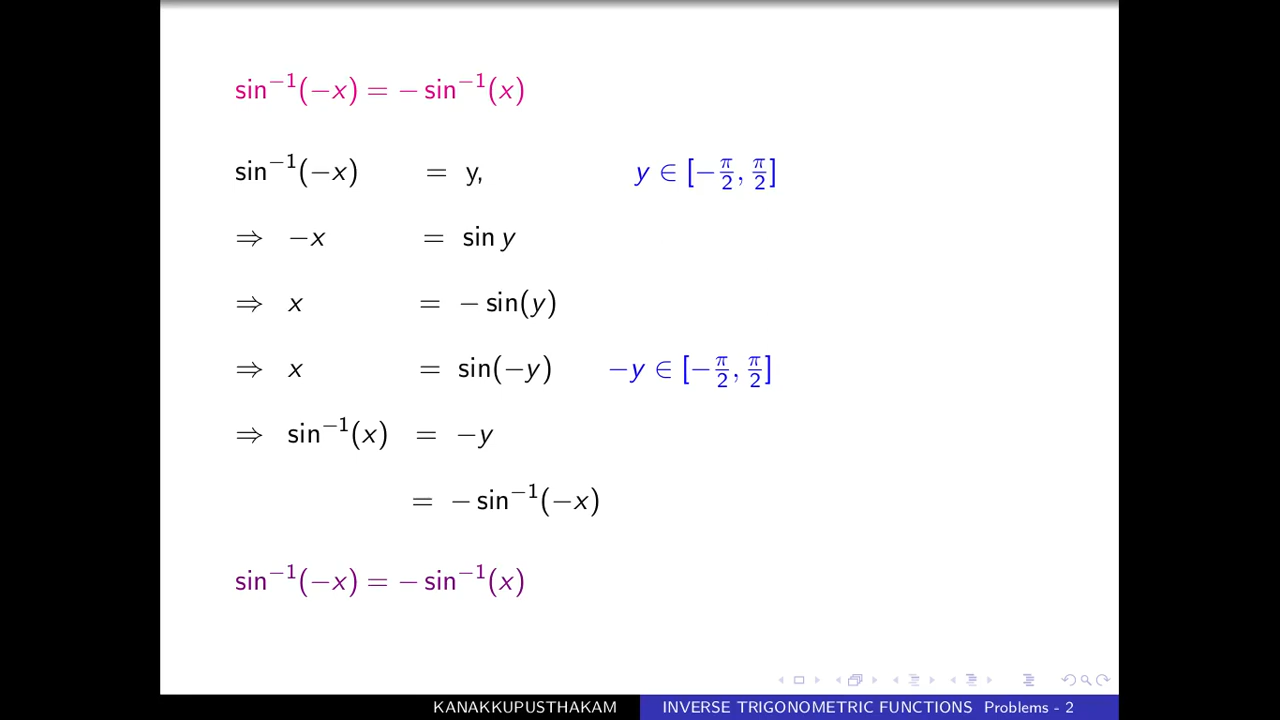 sin⁻¹(−x) = − sin⁻¹(x)
sin⁻¹(−x) = y, y ∈ [−π/2, π/2]
⇒ −x = sin y
⇒ x = − sin(y)
⇒ x = sin(−y) −y ∈ [−π/2, π/2]
⇒ sin⁻¹(x) = −y
= − sin⁻¹(−x)
sin⁻¹(−x) = − sin⁻¹(x)
KANAKKUPUSTHAKAM INVERSE TRIGONOMETRIC FUNCTIONS Problems - 2